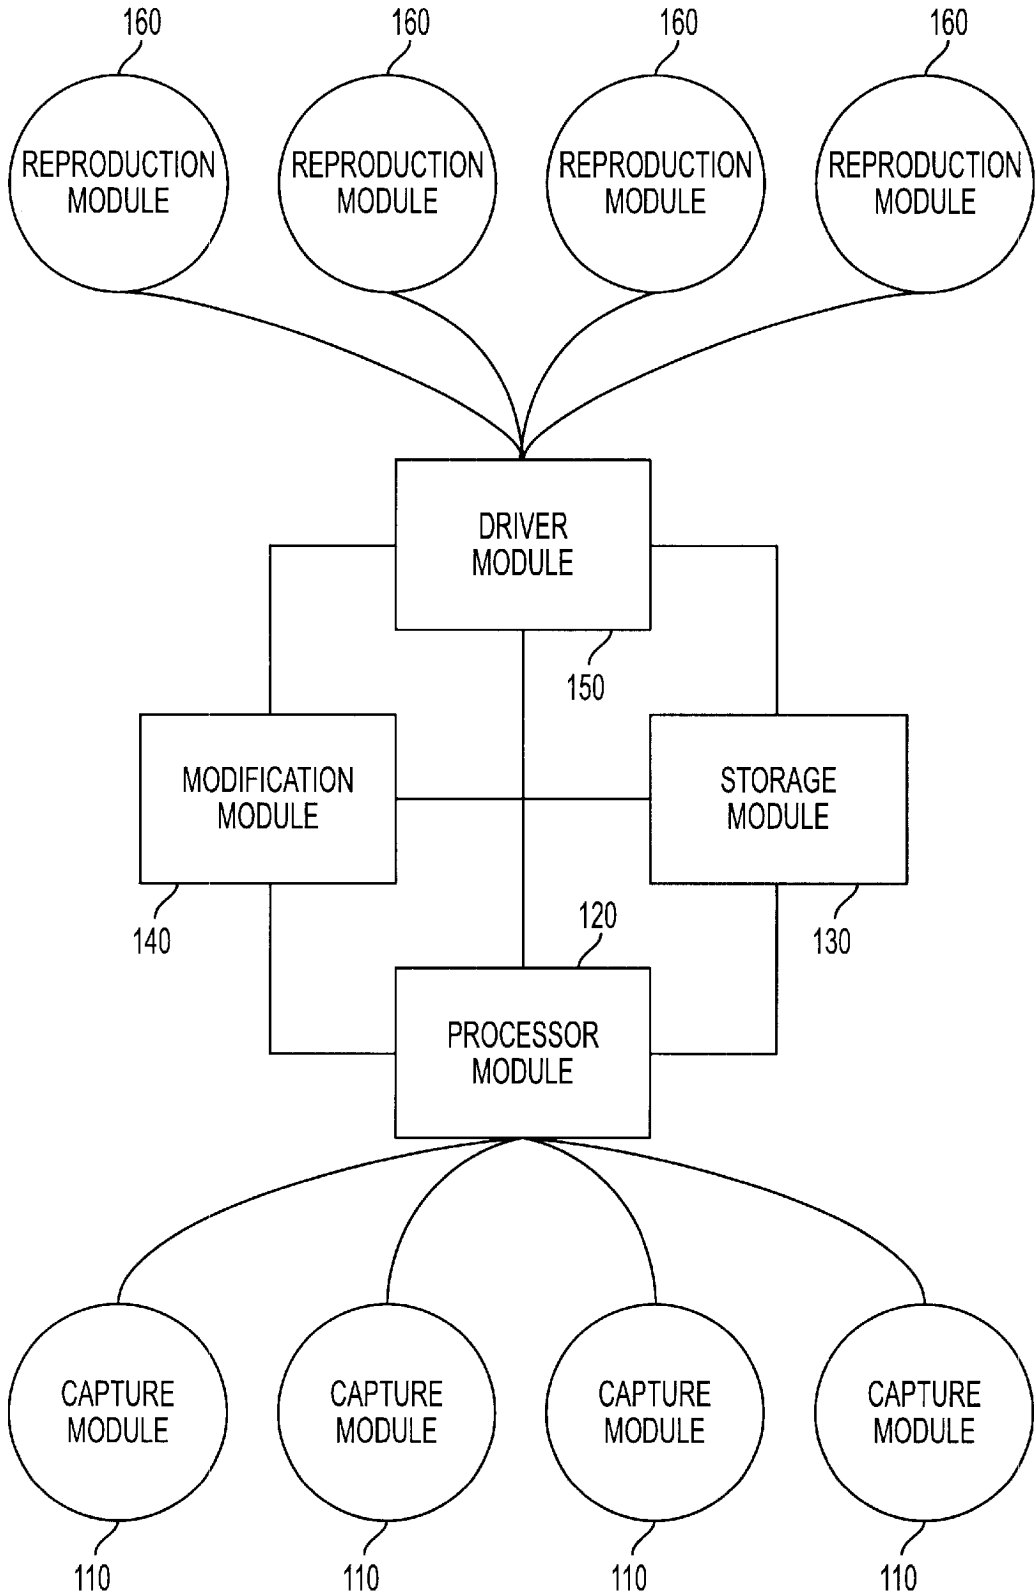 160 160 160 160
REPRODUCTION MODULE
REPRODUCTION MODULE
REPRODUCTION MODULE
REPRODUCTION MODULE
DRIVER
MODULE
150
MODIFICATION
MODULE
140
STORAGE
MODULE
130
120
PROCESSOR
MODULE
CAPTURE
MODULE
CAPTURE
MODULE
CAPTURE
MODULE
CAPTURE
MODULE
110 110 110 110